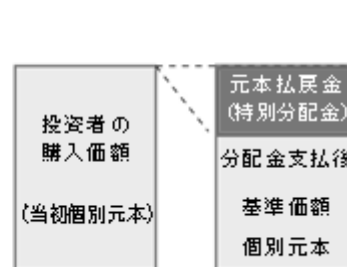 投資者の
購入価額
(当初個別元本)
元本払戻金
(特別分配金)
分配金支払後
基準価額
個別元本